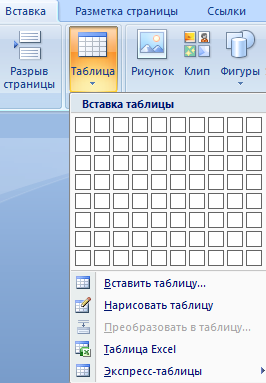 Вставка Разметка страницы Ссылки
Разрыв страницы
Таблица
Рисунок
Клип
Фигуры
Вставка таблицы
Вставить таблицу...
Нарисовать таблицу
Преобразовать в таблицу...
Таблица Excel
Экспресс-таблицы